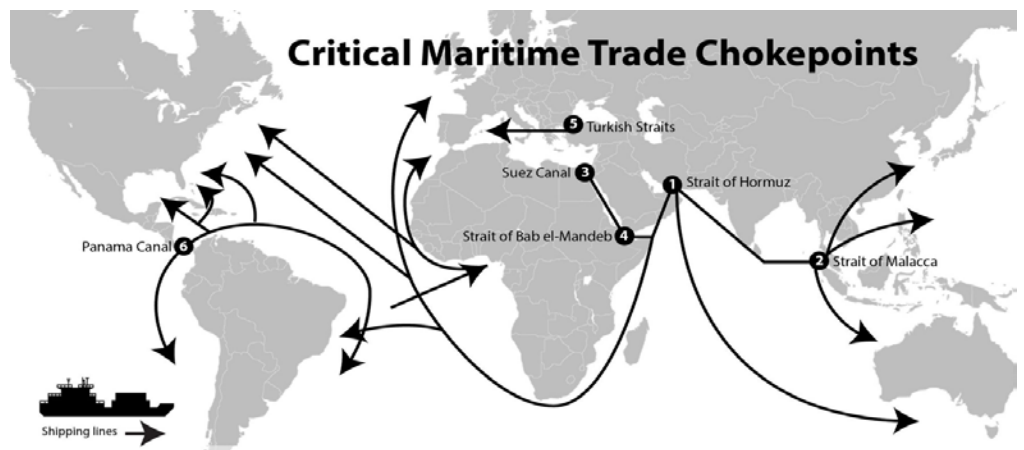 Critical Maritime Trade Chokepoints
5 Turkish Straits
Suez Canal 3
1 Strait of Hormuz
Strait of Bab el-Mandeb 4
Panama Canal 6
2 Strait of Malacca
Shipping lines